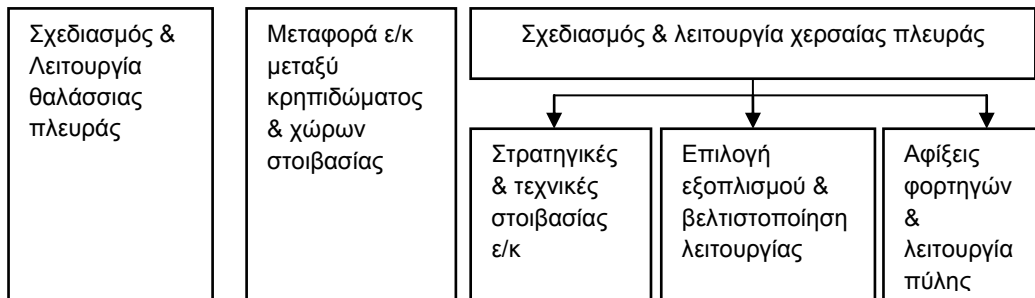 Σχεδιασμός &
Λειτουργία
θαλάσσιας
πλευράς
Μεταφορά ε/κ
μεταξύ
κρηπιδώματος
& χώρων
στοιβασίας
Σχεδιασμός & λειτουργία χερσαίας πλευράς
Στρατηγικές
& τεχνικές
στοιβασίας
ε/κ
Επιλογή
εξοπλισμού &
βελτιστοποίηση
λειτουργίας
Αφίξεις
φορτηγών
&
λειτουργία
πύλης